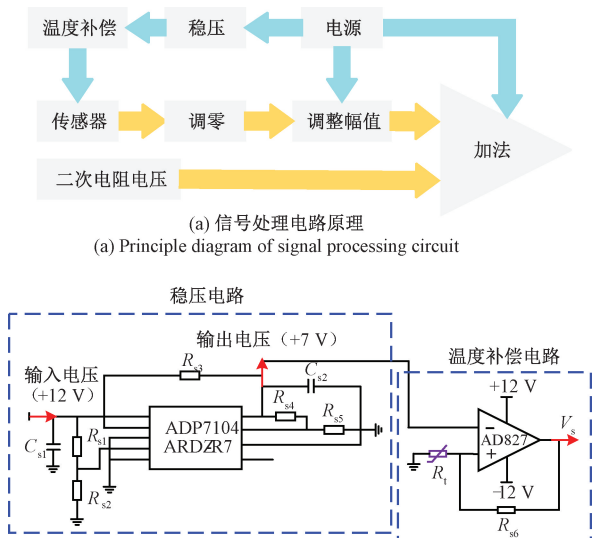 温度补偿 稳压 电源
传感器 调零 调整幅值
加法
二次电阻电压
(a) 信号处理电路原理
(a) Principle diagram of signal processing circuit
稳压电路
输出电压（+7 V）
温度补偿电路
Rs3
Cs2
输入电压
(+12 V)
+12 V
Rs4
Rs5
Vs
ADP7104
ARDZR7
Rs1
Cs1
AD827
−
+
Rt
−12 V
Rs2
Rs6